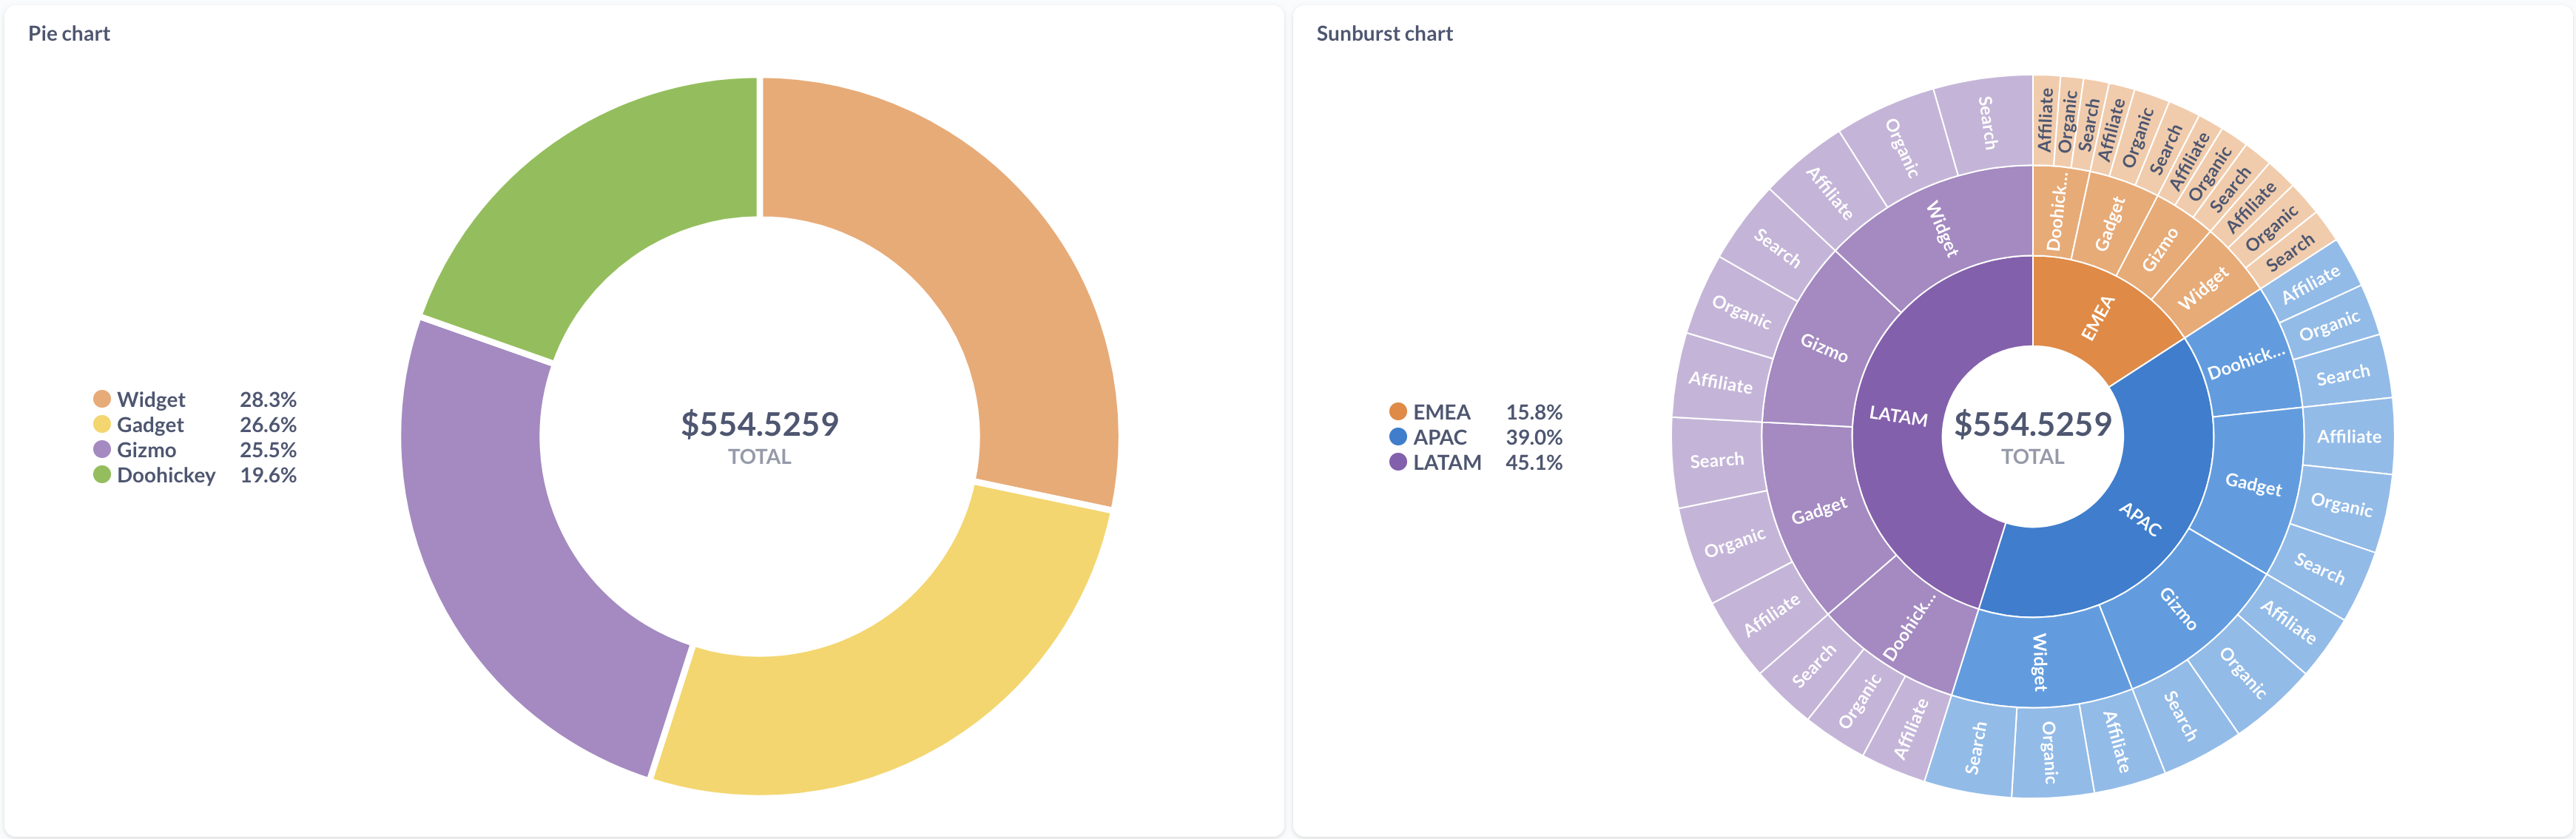 Pie chart
Widget 28.3%
Gadget 26.6%
Gizmo 25.5%
Doohickey 19.6%
$554.5259
TOTAL
Sunburst chart
EMEA 15.8%
APAC 39.0%
LATAM 45.1%
$554.5259
TOTAL
EMEA
Doohick...
Affiliate
Organic
Search
Gadget
Affiliate
Organic
Search
Gizmo
Affiliate
Organic
Search
Widget
Affiliate
Organic
Search
APAC
Doohick...
Affiliate
Organic
Search
Gadget
Affiliate
Organic
Search
Gizmo
Affiliate
Organic
Search
Widget
Affiliate
Organic
Search
LATAM
Doohick...
Affiliate
Organic
Search
Gadget
Affiliate
Organic
Search
Gizmo
Affiliate
Organic
Search
Widget
Affiliate
Organic
Search